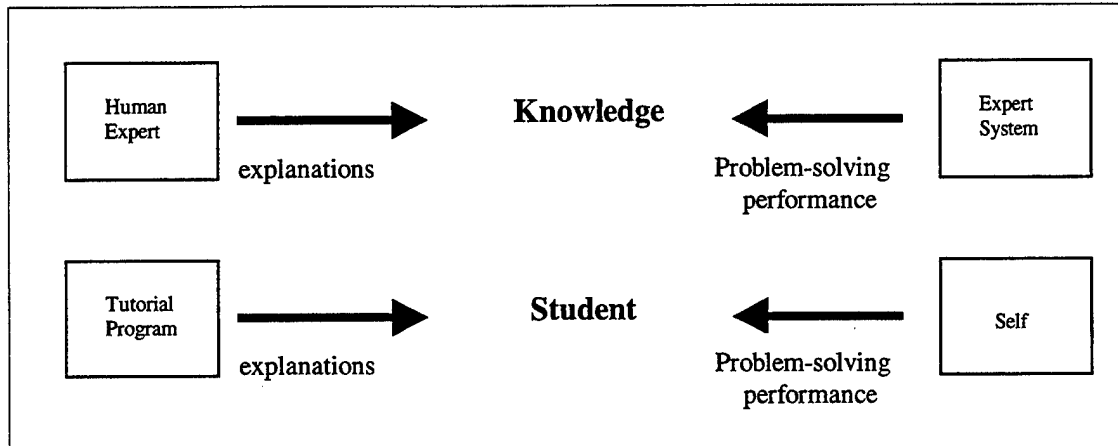 Human
Expert
explanations
Knowledge
Problem-solving
performance
Expert
System
Tutorial
Program
explanations
Student
Problem-solving
performance
Self